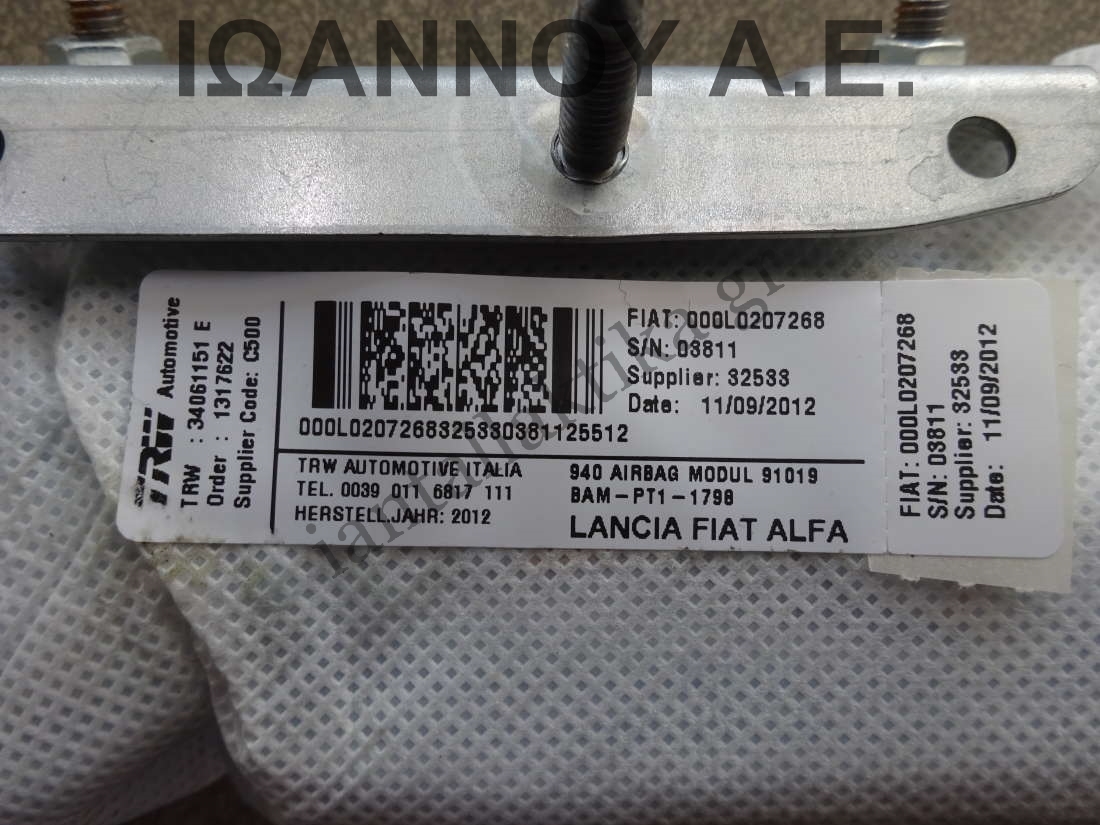 ΙΩΑΝΝΟΥ Α.Ε.
TRW Automotive
TRW : 34061151 E
Order : 1317622
Supplier Code: C500
FIAT: 000L0207268
S/N: 03811
Supplier: 32533
Date: 11/09/2012
000L0207268325330381125512
TRW AUTOMOTIVE ITALIA
TEL. 0039 011 6817 111
HERSTELL.JAHR: 2012
940 AIRBAG MODUL 91019
BAM-PT1-1798
LANCIA FIAT ALFA
FIAT: 000L0207268
S/N: 03811
Supplier: 32533
Date: 11/09/2012